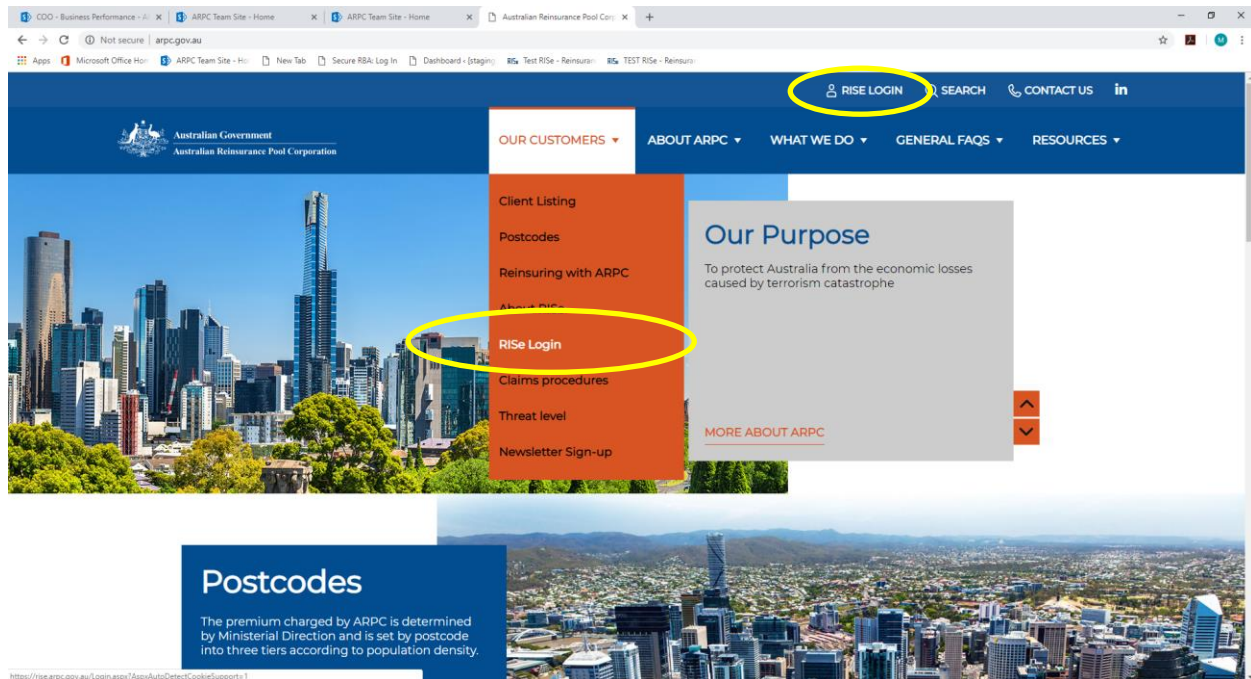 COO - Business Performance - Al
ARPC Team Site - Home
ARPC Team Site - Home
Australian Reinsurance Pool Corp
Not secure | arpc.gov.au
Apps
Microsoft Office Hom
ARPC Team Site - Ho
New Tab
Secure RBA: Log In
Dashboard ‹ [staging
RISe Test RISe - Reinsuran
RISe TEST RISe - Reinsura
M
RISE LOGIN
SEARCH
CONTACT US
in
Australian Government
Australian Reinsurance Pool Corporation
OUR CUSTOMERS
ABOUT ARPC
WHAT WE DO
GENERAL FAQS
RESOURCES
Client Listing
Postcodes
Reinsuring with ARPC
About RISe
RISe Login
Claims procedures
Threat level
Newsletter Sign-up
Our Purpose
To protect Australia from the economic losses
caused by terrorism catastrophe
MORE ABOUT ARPC
Postcodes
The premium charged by ARPC is determined
by Ministerial Direction and is set by postcode
into three tiers according to population density.
https://rise.arpc.gov.au/Login.aspx?AspxAutoDetectCookieSupport=1